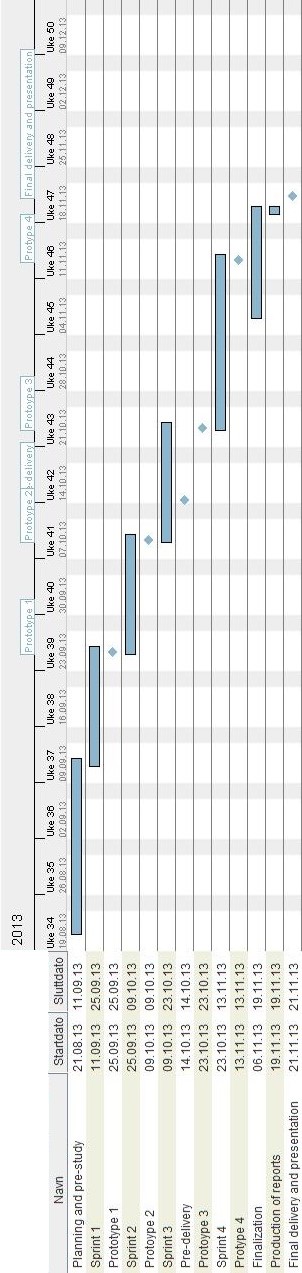 2013
Prototype 1
Protoype 2
-delivery
Protoype 3
Protype 4
Final delivery and presentation
Uke 34 Uke 35 Uke 36 Uke 37 Uke 38 Uke 39 Uke 40 Uke 41 Uke 42 Uke 43 Uke 44 Uke 45 Uke 46 Uke 47 Uke 48 Uke 49 Uke 50
Navn Startdato Sluttdato 19.08.13 26.08.13 02.09.13 09.09.13 16.09.13 23.09.13 30.09.13 07.10.13 14.10.13 21.10.13 28.10.13 04.11.13 11.11.13 18.11.13 25.11.13 02.12.13 09.12.13
Planning and pre-study 21.08.13 11.09.13
Sprint 1 11.09.13 25.09.13
Prototype 1 25.09.13 25.09.13
Sprint 2 25.09.13 09.10.13
Protoype 2 09.10.13 09.10.13
Sprint 3 09.10.13 23.10.13
Pre-delivery 14.10.13 14.10.13
Protoype 3 23.10.13 23.10.13
Sprint 4 23.10.13 13.11.13
Protype 4 13.11.13 13.11.13
Finalization 06.11.13 19.11.13
Production of reports 19.11.13 19.11.13
Final delivery and presentation 21.11.13 21.11.13